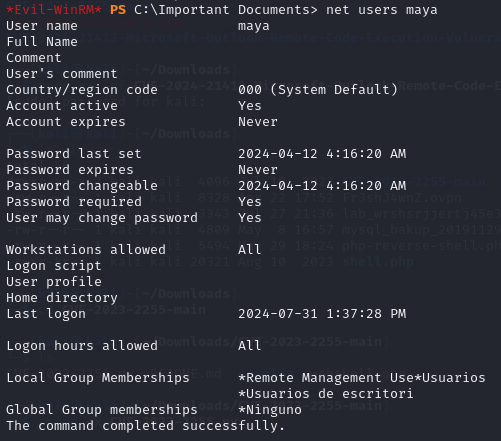 *Evil-WinRM* PS C:\Important Documents> net users maya
User name maya
Full Name
Comment
User's comment
Country/region code 000 (System Default)
Account active Yes
Account expires Never
Password last set 2024-04-12 4:16:20 AM
Password expires Never
Password changeable 2024-04-12 4:16:20 AM
Password required Yes
User may change password Yes
Workstations allowed All
Logon script
User profile
Home directory
Last logon 2024-07-31 1:37:28 PM
Logon hours allowed All
Local Group Memberships *Remote Management Use*Usuarios
*Usuarios de escritori
Global Group memberships *Ninguno
The command completed successfully.